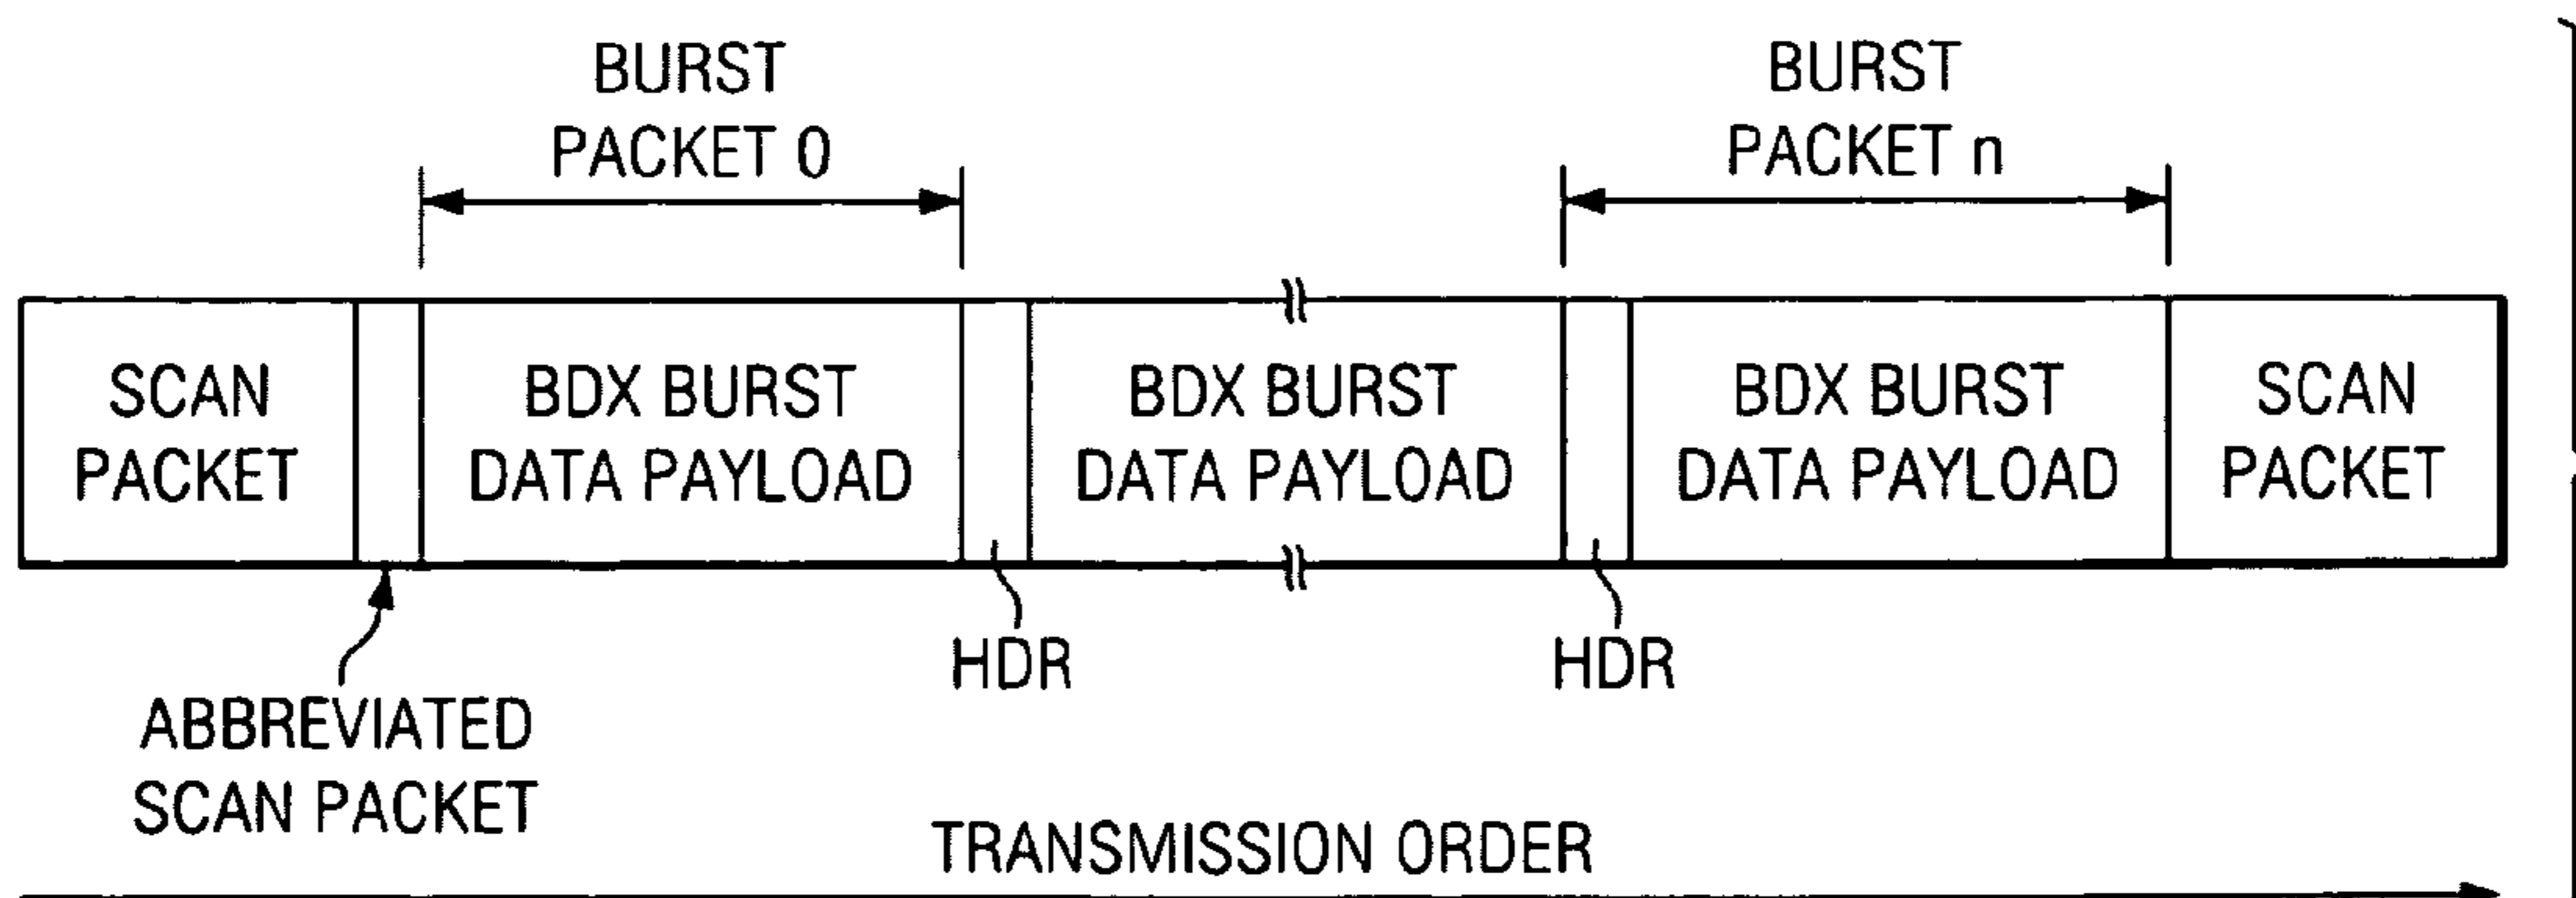 BURST
PACKET 0
BURST
PACKET n
SCAN
PACKET
BDX BURST
DATA PAYLOAD
BDX BURST
DATA PAYLOAD
BDX BURST
DATA PAYLOAD
SCAN
PACKET
HDR
HDR
ABBREVIATED
SCAN PACKET
TRANSMISSION ORDER